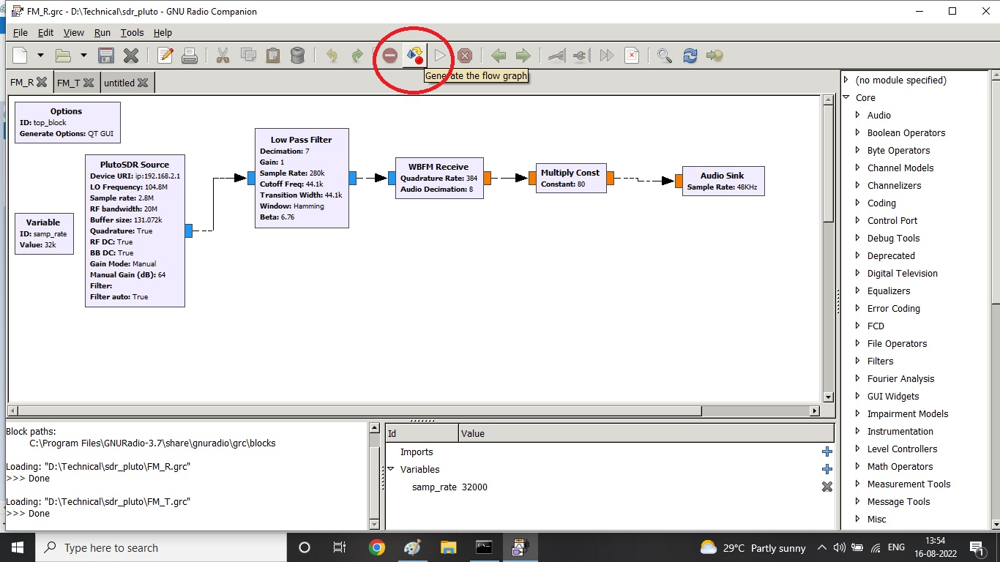 FM_R.grc - D:\Technical\sdr_pluto - GNU Radio Companion
File Edit View Run Tools Help
Generate the flow graph
FM_R FM_T untitled
Options
ID: top_block
Generate Options: QT GUI
PlutoSDR Source
Device URI: ip:192.168.2.1
LO Frequency: 104.8M
Sample rate: 2.8M
RF bandwidth: 20M
Buffer size: 131.072k
Quadrature: True
RF DC: True
BB DC: True
Gain Mode: Manual
Manual Gain (dB): 64
Filter:
Filter auto: True
Variable
ID: samp_rate
Value: 32k
Low Pass Filter
Decimation: 7
Gain: 1
Sample Rate: 280k
Cutoff Freq: 44.1k
Transition Width: 44.1k
Window: Hamming
Beta: 6.76
WBFM Receive
Quadrature Rate: 384
Audio Decimation: 8
Multiply Const
Constant: 80
Audio Sink
Sample Rate: 48KHz
(no module specified)
Core
Audio
Boolean Operators
Byte Operators
Channel Models
Channelizers
Coding
Control Port
Debug Tools
Deprecated
Digital Television
Equalizers
Error Coding
FCD
File Operators
Filters
Fourier Analysis
GUI Widgets
Impairment Models
Instrumentation
Level Controllers
Math Operators
Measurement Tools
Message Tools
Misc
Block paths:
C:\Program Files\GNURadio-3.7\share\gnuradio\grc\blocks
Loading: "D:\Technical\sdr_pluto\FM_R.grc"
>>> Done
Loading: "D:\Technical\sdr_pluto\FM_T.grc"
>>> Done
Id Value
Imports
Variables
samp_rate 32000
Type here to search
29°C Partly sunny
ENG
13:54
16-08-2022
1